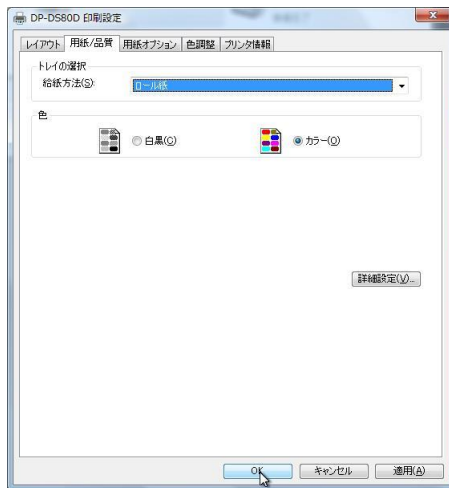 DP-DS80D 印刷設定
レイアウト 用紙/品質 用紙オプション 色調整 プリンタ情報
トレイの選択
給紙方法(S): ロール紙
色
白黒(C) カラー(O)
詳細設定(V)...
OK キャンセル 適用(A)